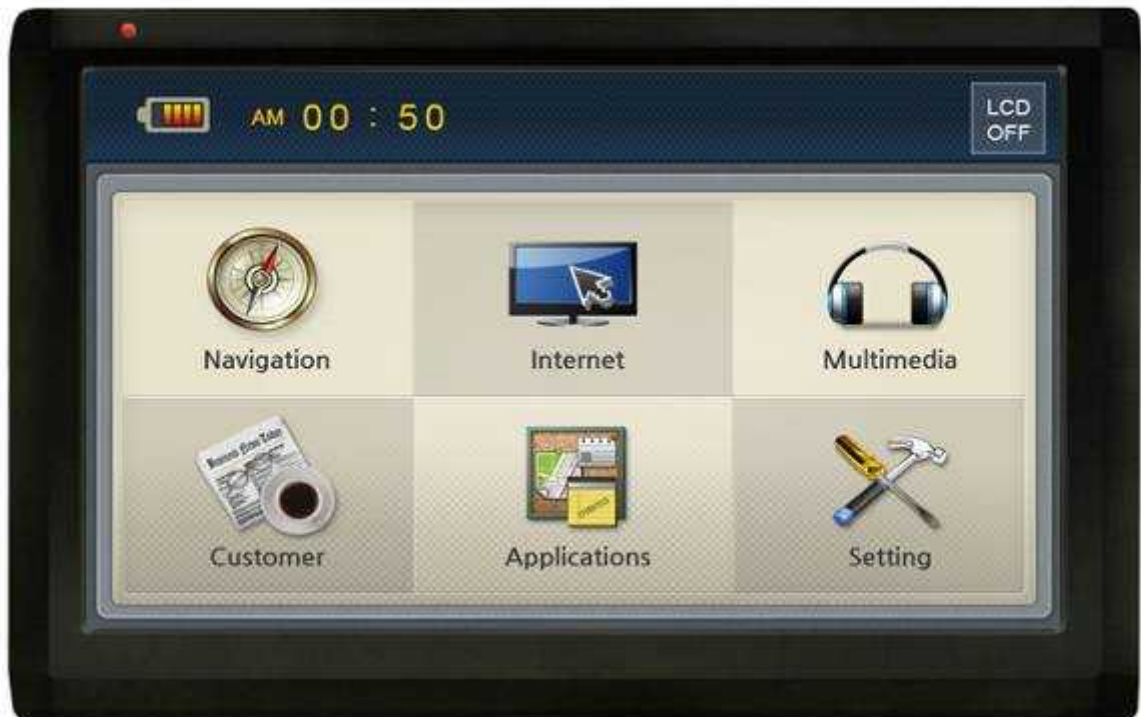 AM 00 : 50
LCD
OFF
Navigation
Internet
Multimedia
Customer
Applications
Setting